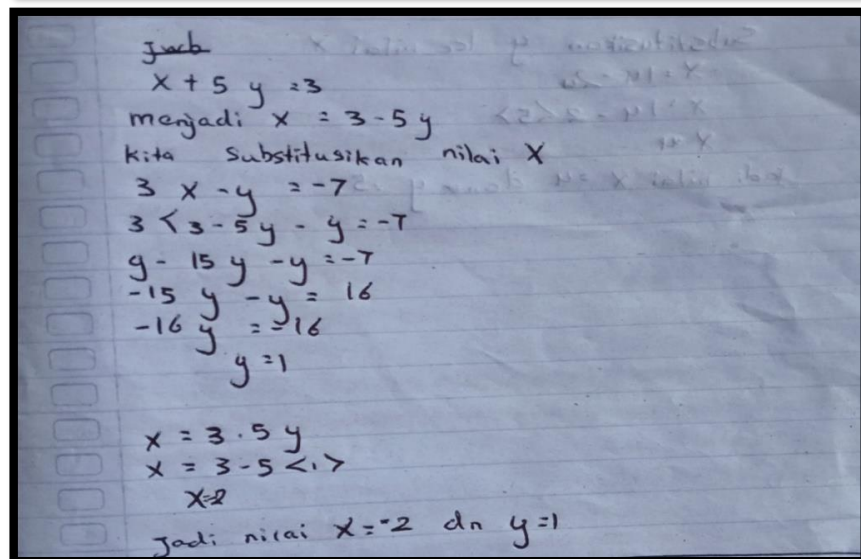 Jwb
x + 5 y = 3
menjadi x = 3 - 5 y
kita Substitusikan nilai X
3 x - y = -7
3 < 3 - 5 y - y = -7
9 - 15 y - y = -7
-15 y - y = 16
-16 y = -16
y = 1
x = 3 . 5 y
x = 3 - 5 <1>
x=2
Jadi nilai x = -2 dn y = 1